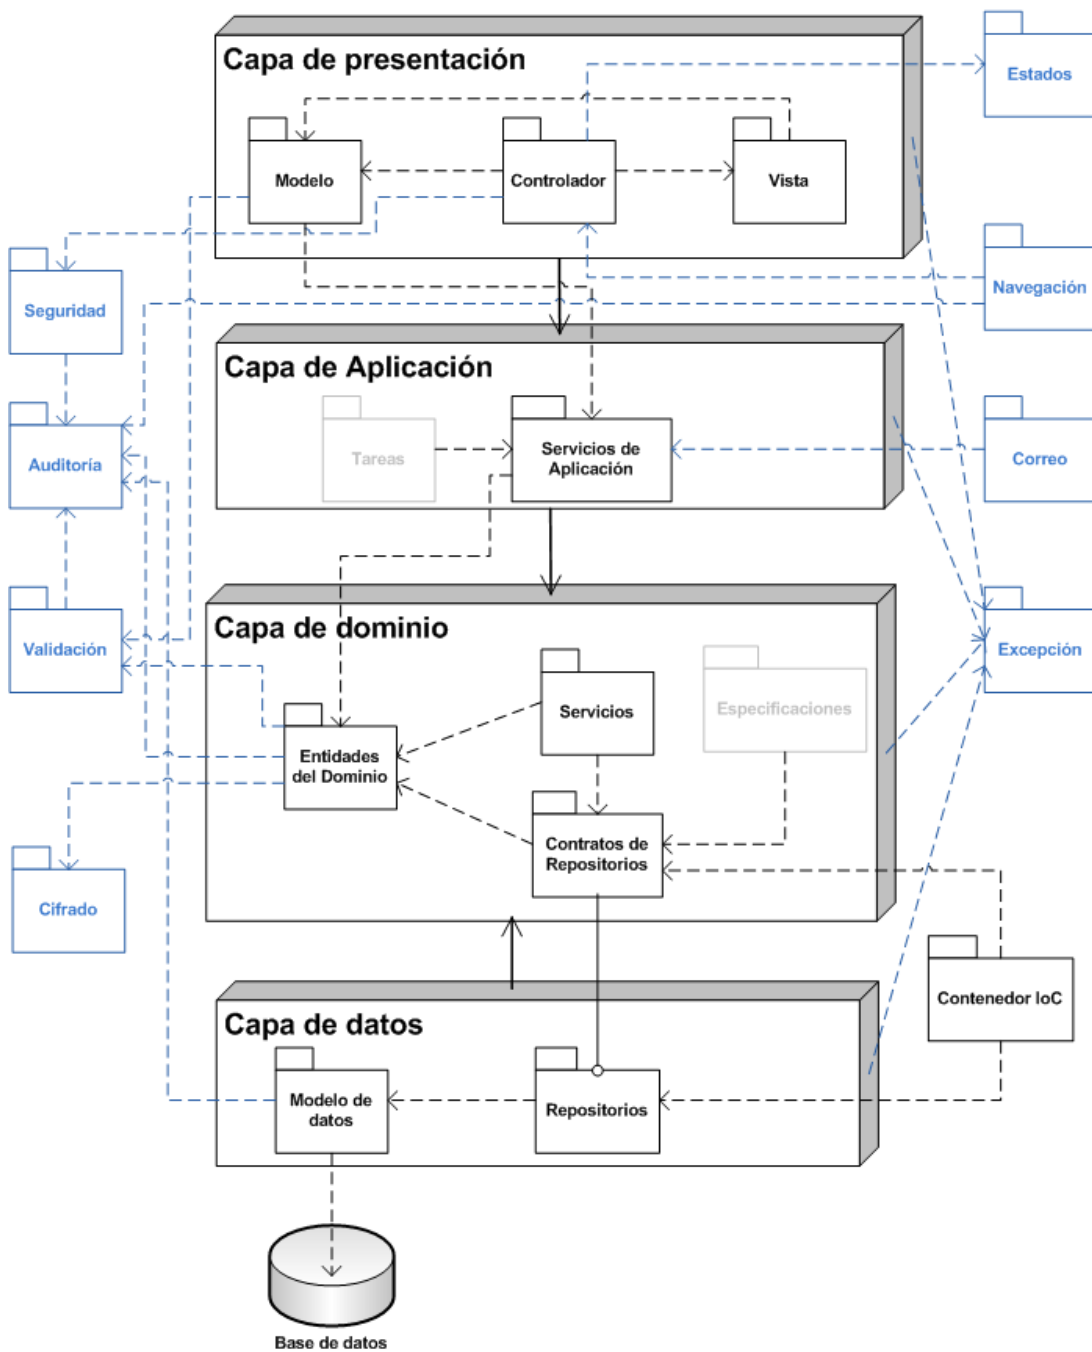 Capa de presentación
Estados
Modelo
Controlador
Vista
Seguridad
Navegación
Capa de Aplicación
Tareas
Servicios de
Aplicación
Auditoría
Correo
Capa de dominio
Validación
Excepción
Servicios
Especificaciones
Entidades
del Dominio
Contratos de
Repositorios
Cifrado
Contenedor IoC
Capa de datos
Modelo de
datos
Repositorios
Base de datos